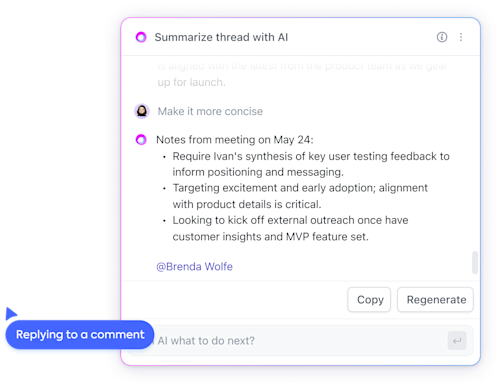 Summarize thread with AI
is aligned with the latest from the product team as we gear
up for launch.
Make it more concise
Notes from meeting on May 24:
• Require Ivan's synthesis of key user testing feedback to
inform positioning and messaging.
• Targeting excitement and early adoption; alignment
with product details is critical.
• Looking to kick off external outreach once have
customer insights and MVP feature set.
@Brenda Wolfe
Copy
Regenerate
Replying to a comment
AI what to do next?